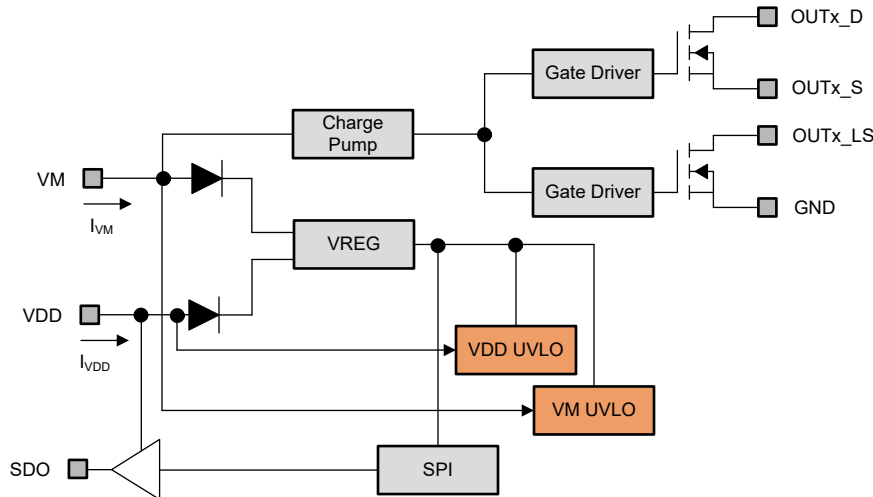 OUTx_D
Gate Driver
OUTx_S
Charge
Pump
OUTx_LS
VM
Gate Driver
IVM
GND
VREG
VDD
IVDD
VDD UVLO
VM UVLO
SDO
SPI